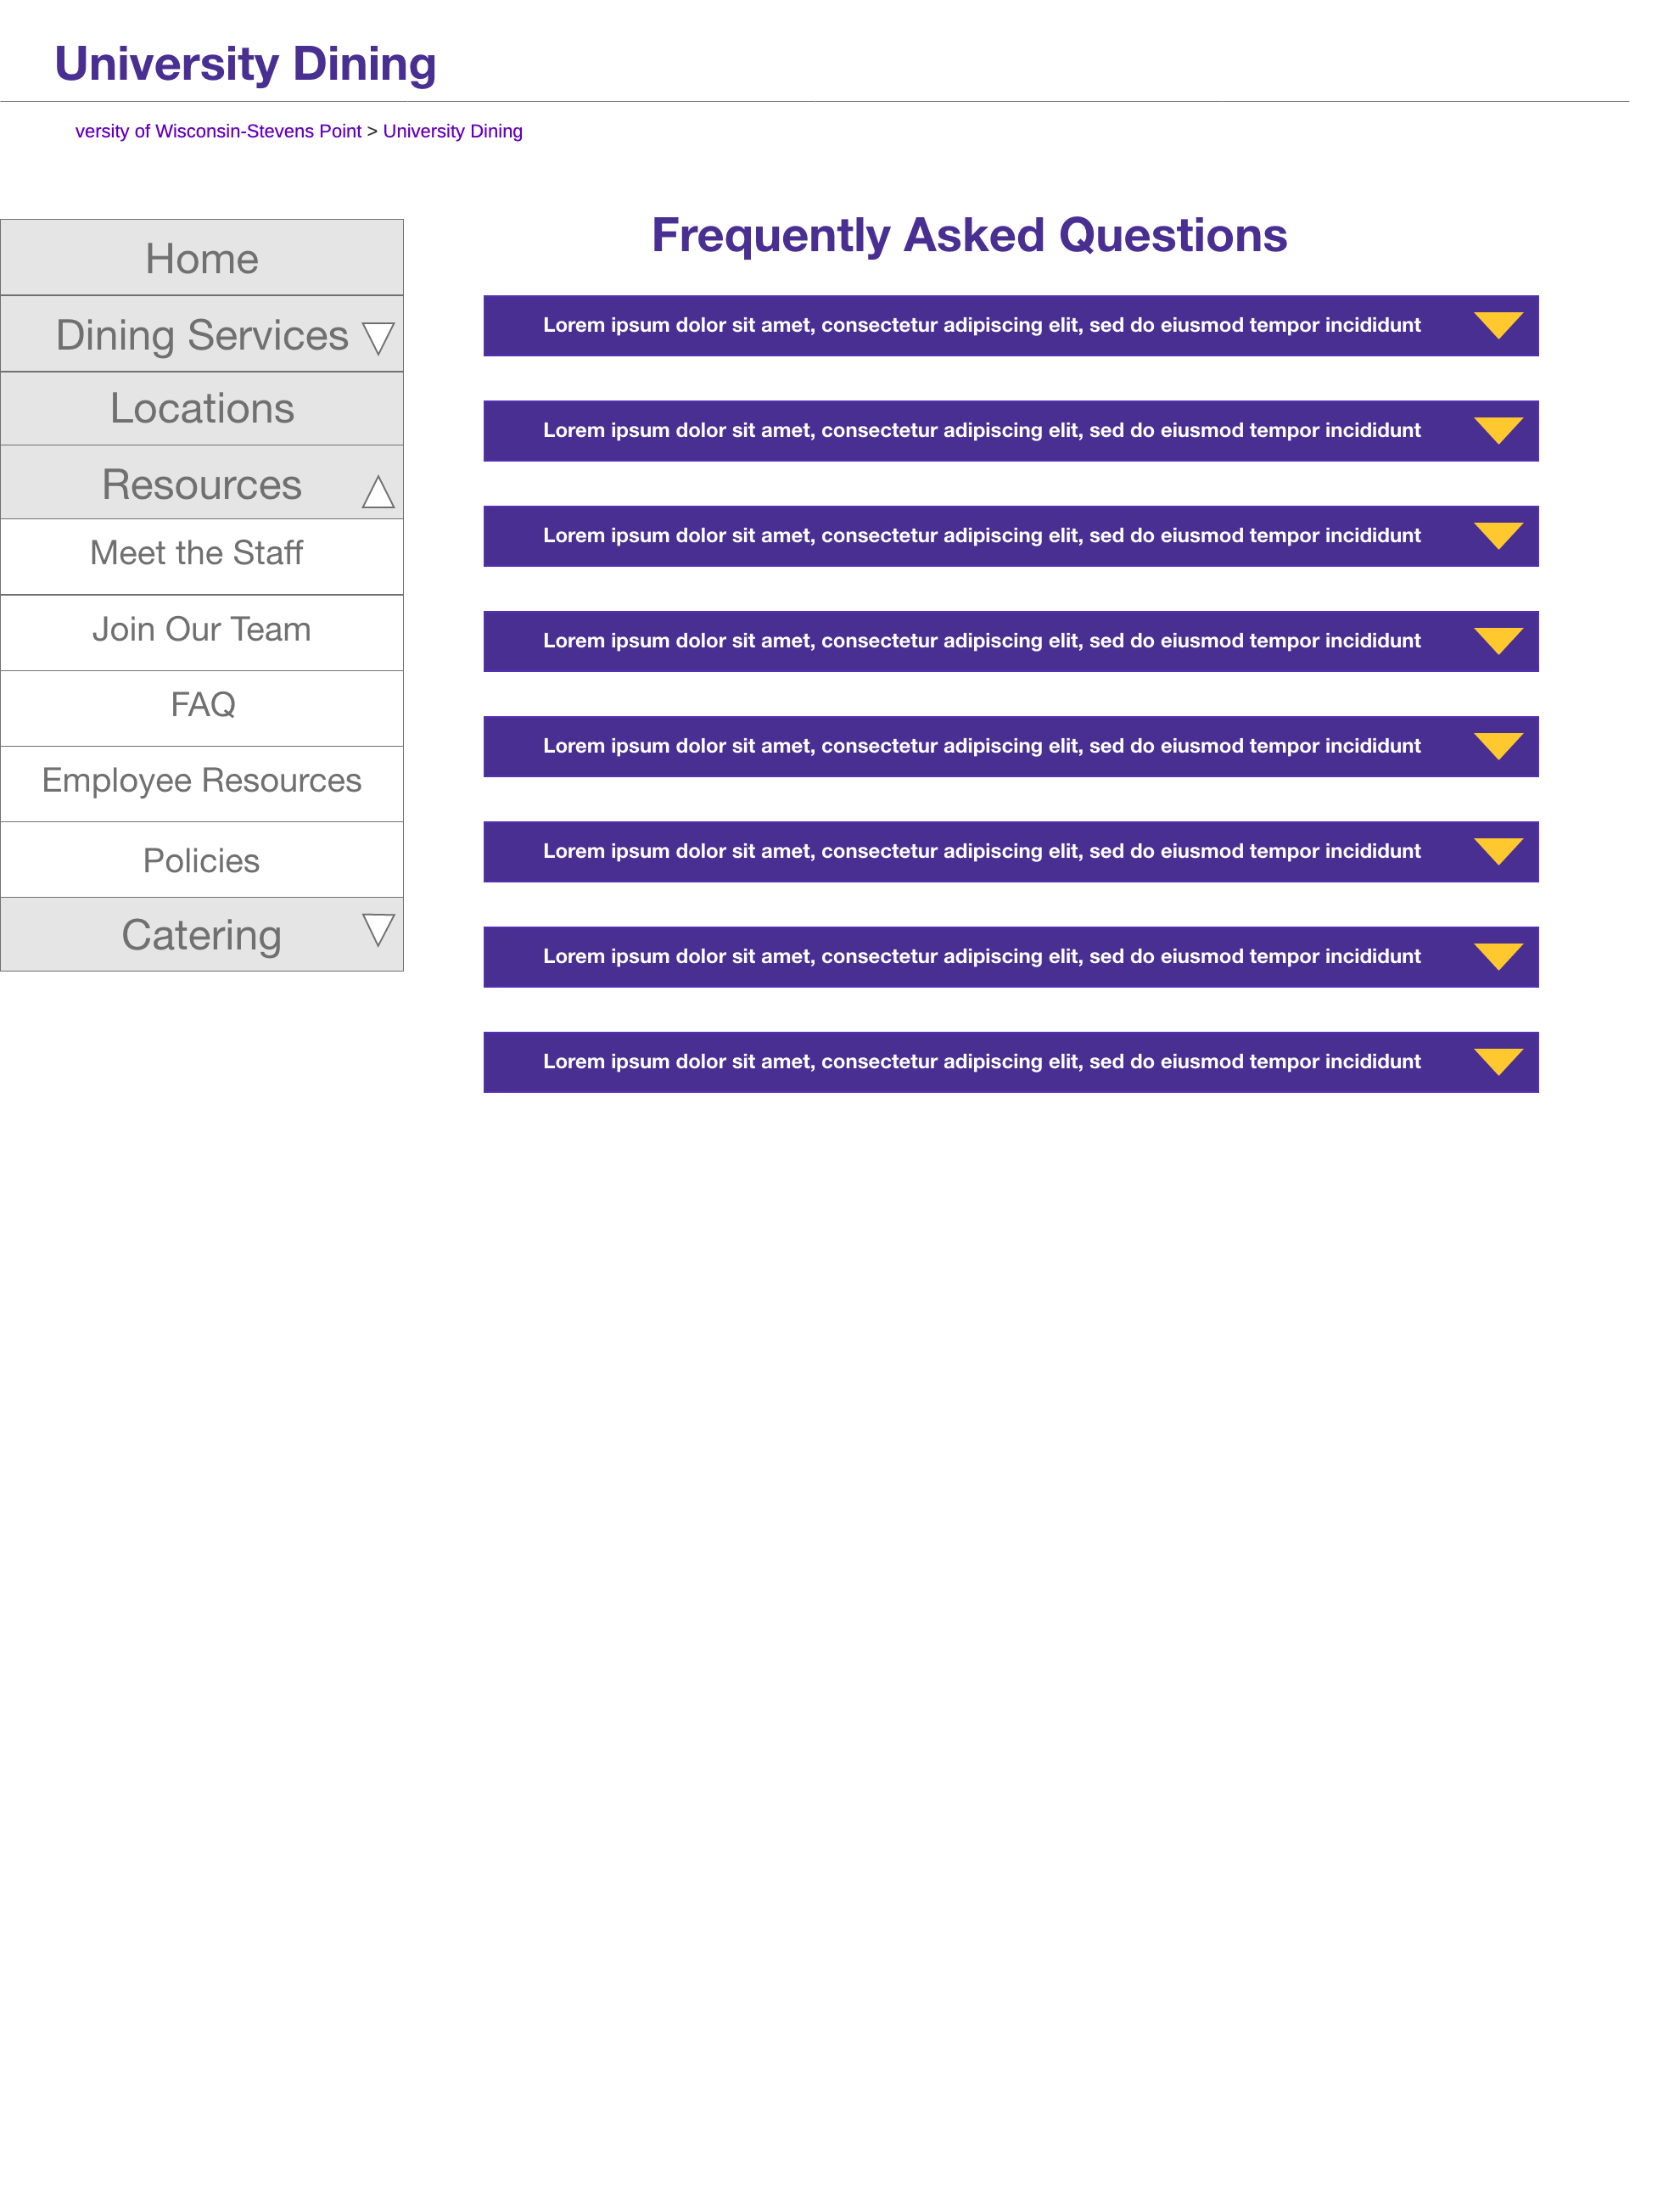 University Dining
versity of Wisconsin-Stevens Point > University Dining
Home
Dining Services
Locations
Resources
Meet the Staff
Join Our Team
FAQ
Employee Resources
Policies
Catering
Frequently Asked Questions
Lorem ipsum dolor sit amet, consectetur adipiscing elit, sed do eiusmod tempor incididunt
Lorem ipsum dolor sit amet, consectetur adipiscing elit, sed do eiusmod tempor incididunt
Lorem ipsum dolor sit amet, consectetur adipiscing elit, sed do eiusmod tempor incididunt
Lorem ipsum dolor sit amet, consectetur adipiscing elit, sed do eiusmod tempor incididunt
Lorem ipsum dolor sit amet, consectetur adipiscing elit, sed do eiusmod tempor incididunt
Lorem ipsum dolor sit amet, consectetur adipiscing elit, sed do eiusmod tempor incididunt
Lorem ipsum dolor sit amet, consectetur adipiscing elit, sed do eiusmod tempor incididunt
Lorem ipsum dolor sit amet, consectetur adipiscing elit, sed do eiusmod tempor incididunt